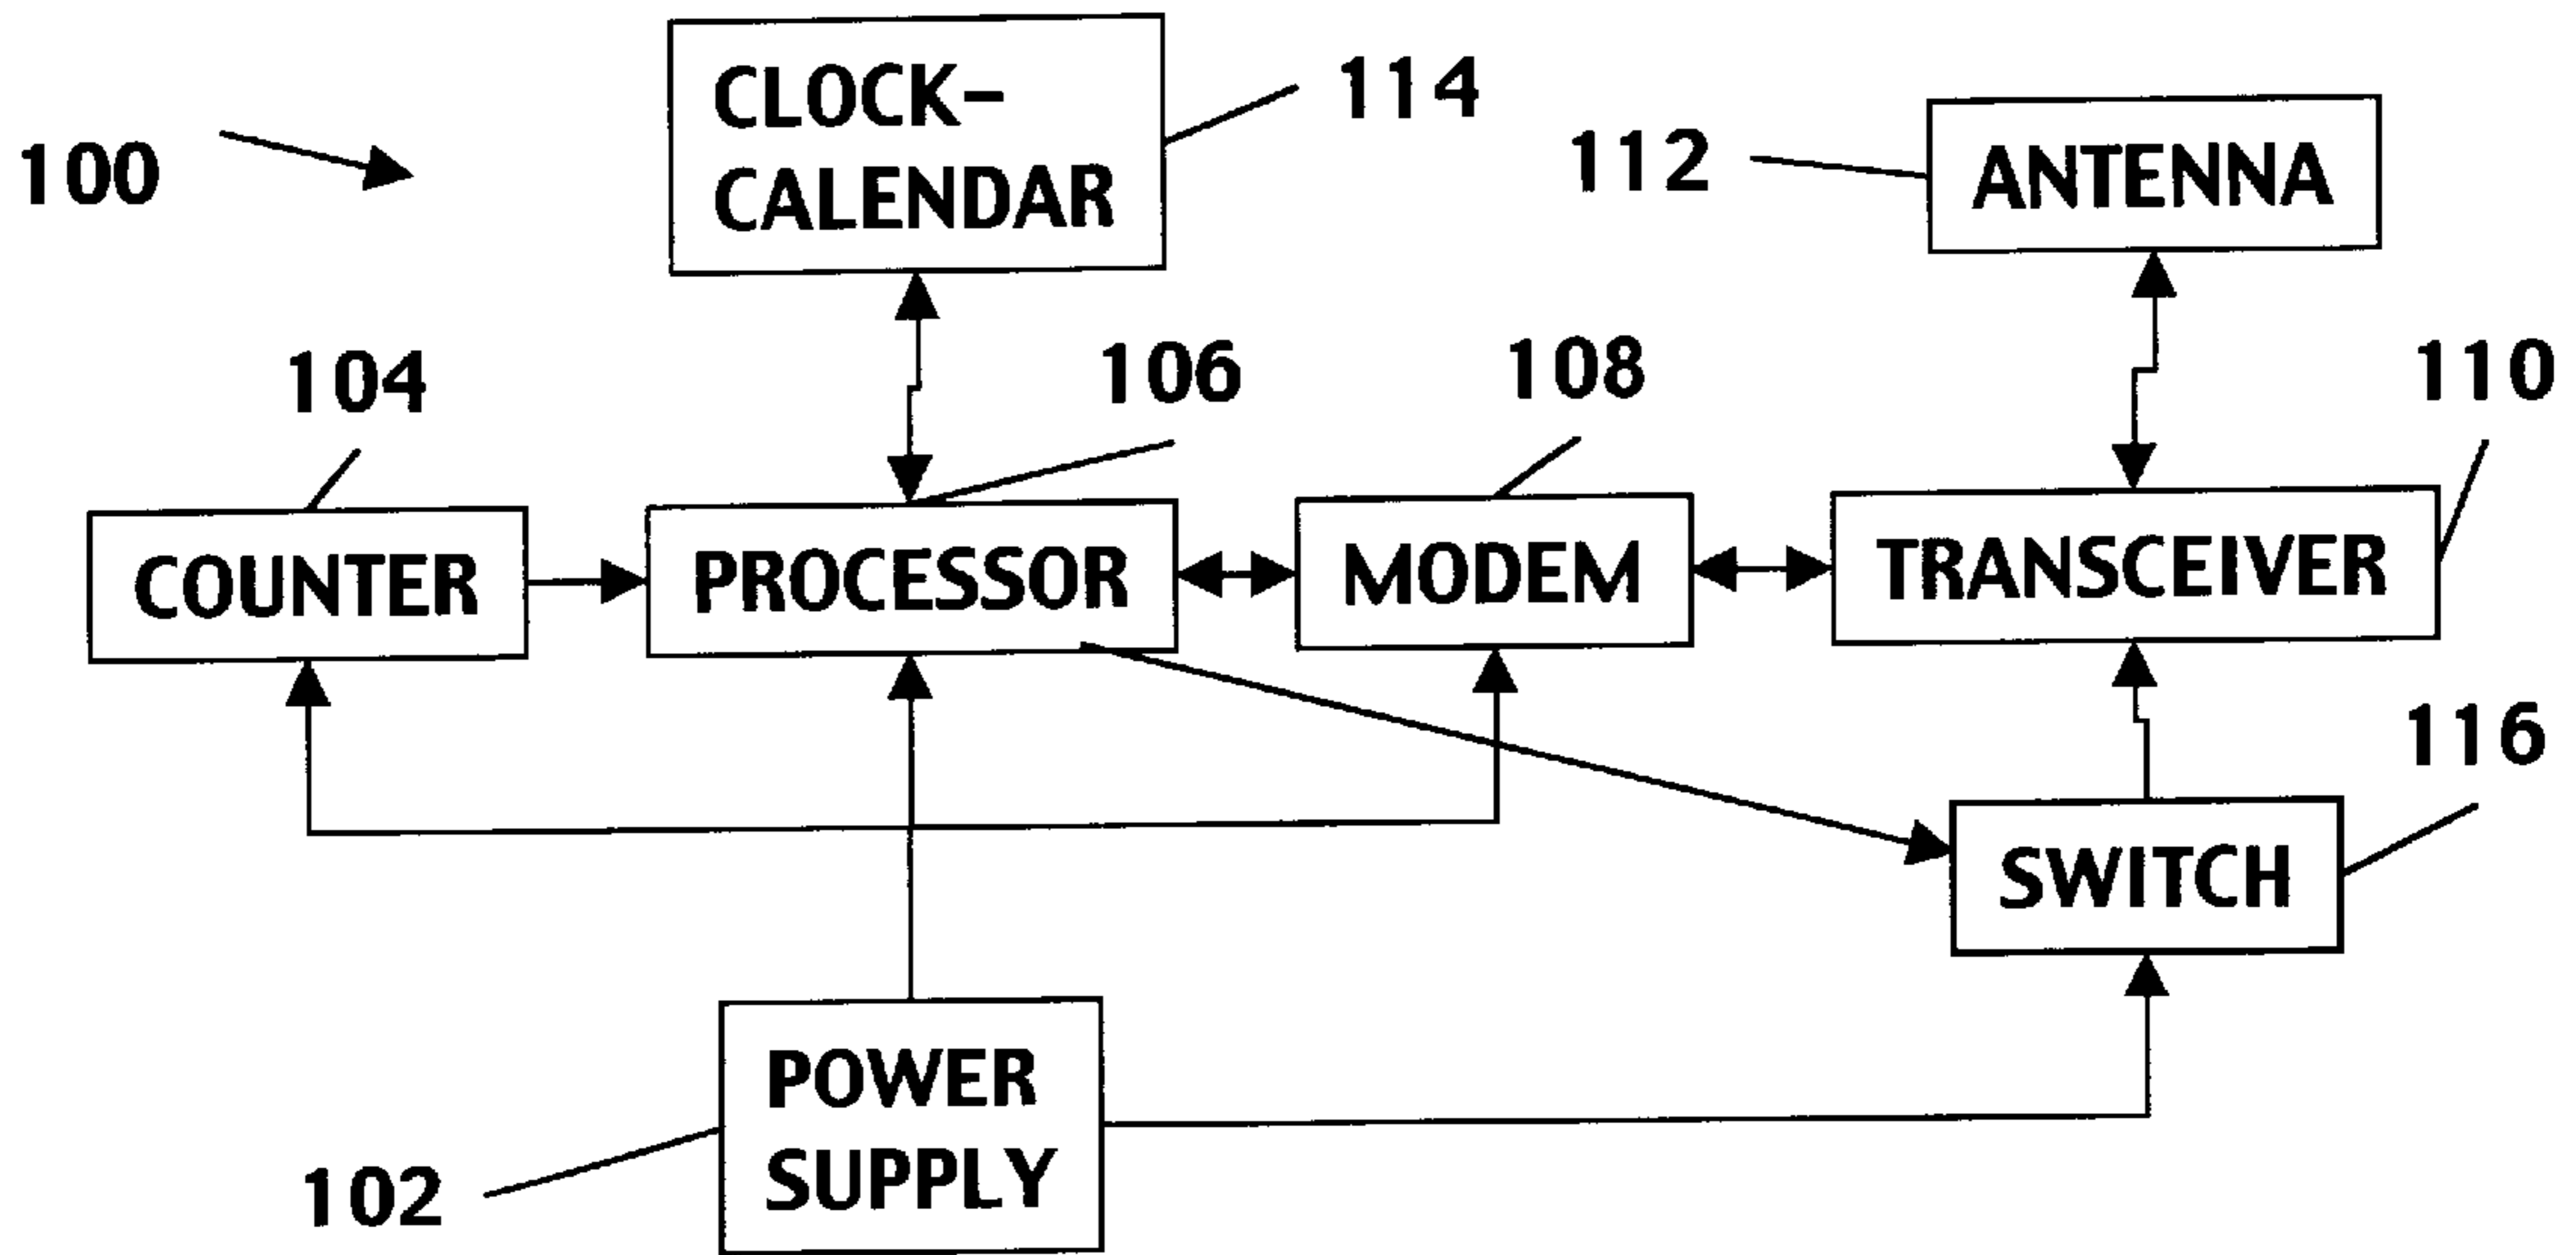 CLOCK-
CALENDAR
114
100
112
ANTENNA
104
106
108
110
COUNTER
PROCESSOR
MODEM
TRANSCEIVER
116
SWITCH
POWER
SUPPLY
102